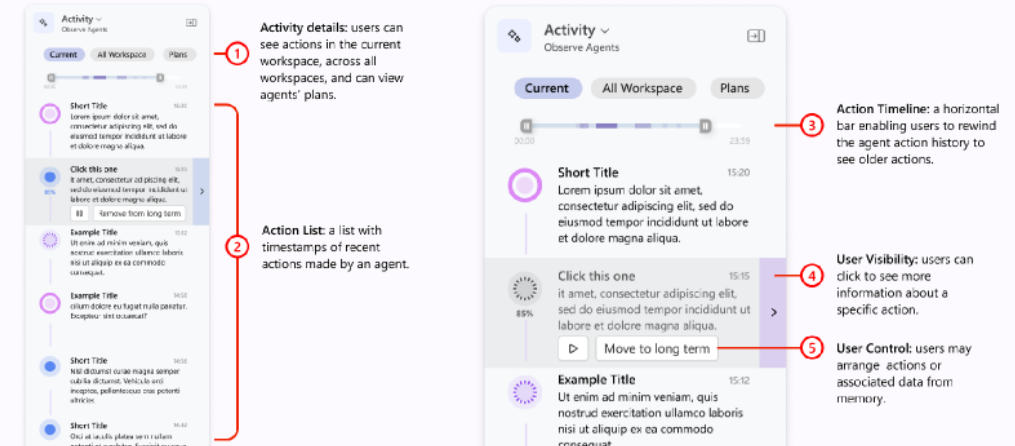 Activity
Observe Agents
Current
All Workspace
Plans
Short Title
Lorem ipsum dolor sit amet,
consectetur adipiscing elit, sed do
eiusmod tempor incididunt ut labore
et dolore magna aliqua.
Click this one
it amet, consectetur ad piscing elit,
sed do eiusmod tempor incididunt ut
labore et dolore magna aliqua.
85%
Remove from long term
Example Title
Ut enim ad minim veniam, quis
nostrud exercitation ullamco laboris
nisi ut aliquip ex ea commodo
consequat.
Example Title
cillum dolore eu fugiat nulla pariatur.
Excepteur sint occaecat?
Short Title
Nisl dictumst curae magna semper
cubilia dictumst. Vehicula orci
inceptos, pellentesque cras potenti
ultricies
Short Title
Orci at iaculis platea sem nullam
1
Activity details: users can
see actions in the current
workspace, across all
workspaces, and can view
agents' plans.
2
Action List: a list with
timestamps of recent
actions made by an agent.
Activity
Observe Agents
Current
All Workspace
Plans
00:00
23:59
Short Title
15:20
Lorem ipsum dolor sit amet,
consectetur adipiscing elit, sed do
eiusmod tempor incididunt ut labore
et dolore magna aliqua.
Click this one
15:15
it amet, consectetur adipiscing elit,
sed do eiusmod tempor incididunt ut
labore et dolore magna aliqua.
85%
Move to long term
Example Title
15:12
Ut enim ad minim veniam, quis
nostrud exercitation ullamco laboris
nisi ut aliquip ex ea commodo
consequat.
3
Action Timeline: a horizontal
bar enabling users to rewind
the agent action history to
see older actions.
4
User Visibility: users can
click to see more
information about a
specific action.
5
User Control: users may
arrange actions or
associated data from
memory.